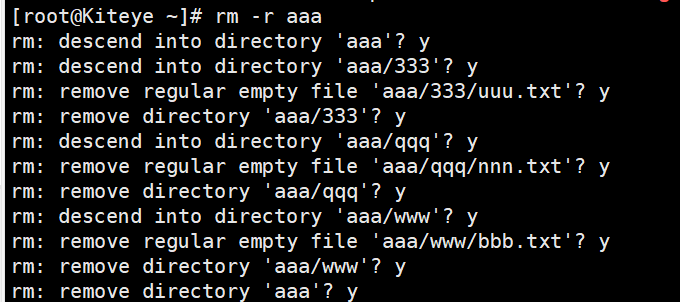 [root@Kiteye ~]# rm -r aaa
rm: descend into directory 'aaa'? y
rm: descend into directory 'aaa/333'? y
rm: remove regular empty file 'aaa/333/uuu.txt'? y
rm: remove directory 'aaa/333'? y
rm: descend into directory 'aaa/qqq'? y
rm: remove regular empty file 'aaa/qqq/nnn.txt'? y
rm: remove directory 'aaa/qqq'? y
rm: descend into directory 'aaa/www'? y
rm: remove regular empty file 'aaa/www/bbb.txt'? y
rm: remove directory 'aaa/www'? y
rm: remove directory 'aaa'? y